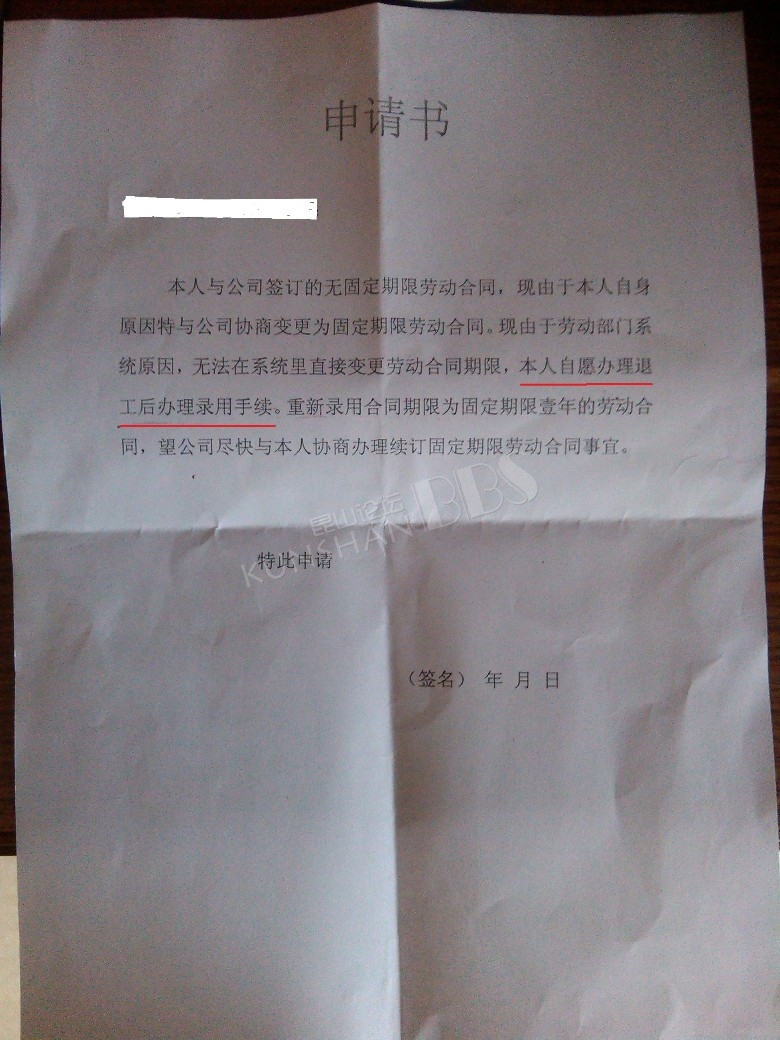 申请书
本人与公司签订的无固定期限劳动合同，现由于本人自身
原因特与公司协商变更为固定期限劳动合同。现由于劳动部门系
统原因，无法在系统里直接变更劳动合同期限，本人自愿办理退
工后办理录用手续。重新录用合同期限为固定期限壹年的劳动合
同，望公司尽快与本人协商办理续订固定期限劳动合同事宜。
昆山论坛BBS
KUNSHAN
特此申请
（签名） 年 月 日